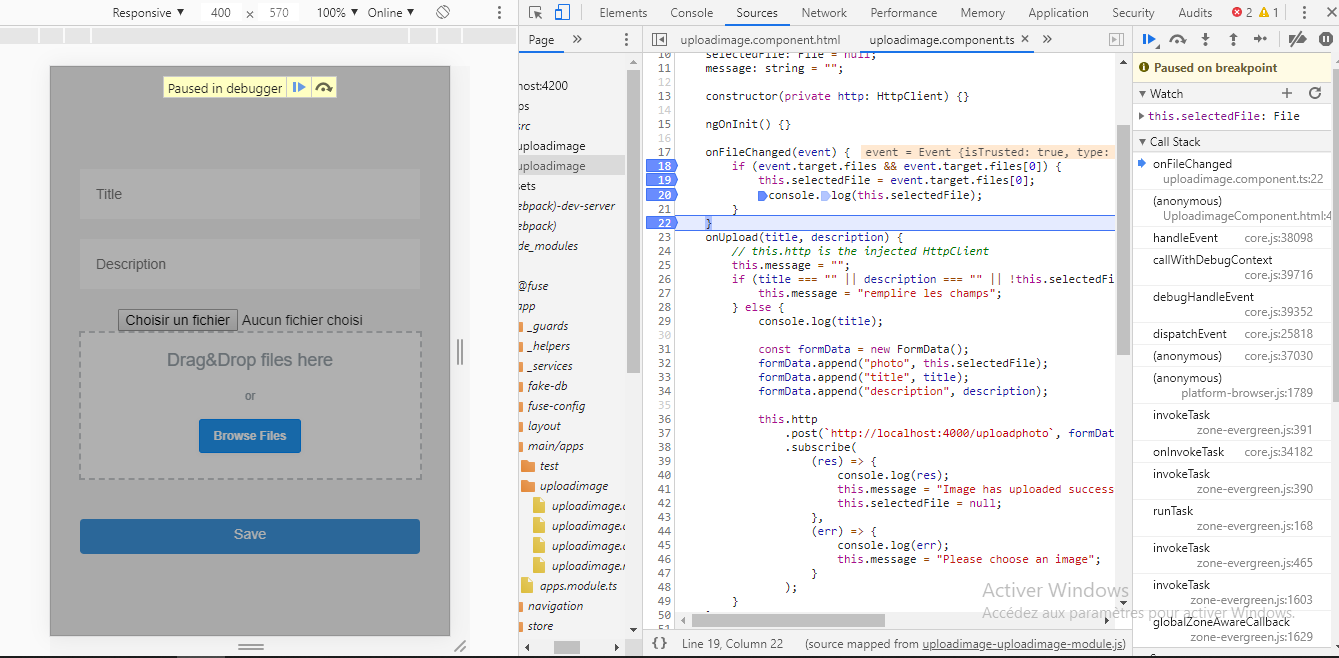 Responsive ▼ 400 x 570 100% ▼ Online ▼
Elements Console Sources Network Performance Memory Application Security Audits 2 1
Paused in debugger
Title
Description
Choisir un fichier Aucun fichier choisi
Drag&Drop files here
or
Browse Files
Save
Page »
host:4200
ps
src
uploadimage
uploadimage
sets
ebpack)-dev-server
ebpack)
de_modules
@fuse
app
_guards
_helpers
_services
fake-db
fuse-config
layout
main/apps
test
uploadimage
uploadimage.c
uploadimage.c
uploadimage.c
uploadimage.r
apps.module.ts
navigation
store
uploadimage.component.html uploadimage.component.ts × »
10 selectedFile: File = null;
11 message: string = "";
12
13 constructor(private http: HttpClient) {}
14
15 ngOnInit() {}
16
17 onFileChanged(event) { event = Event {isTrusted: true, type:
18 if (event.target.files && event.target.files[0]) {
19 this.selectedFile = event.target.files[0];
20 console.log(this.selectedFile);
21 }
22 }
23 onUpload(title, description) {
24 // this.http is the injected HttpClient
25 this.message = "";
26 if (title === "" || description === "" || !this.selectedFi
27 this.message = "remplire les champs";
28 } else {
29 console.log(title);
30
31 const formData = new FormData();
32 formData.append("photo", this.selectedFile);
33 formData.append("title", title);
34 formData.append("description", description);
35
36 this.http
37 .post(`http://localhost:4000/uploadphoto`, formDat
38 .subscribe(
39 (res) => {
40 console.log(res);
41 this.message = "Image has uploaded success
42 this.selectedFile = null;
43 },
44 (err) => {
45 console.log(err);
46 this.message = "Please choose an image";
47 }
48 );
49 }
50
51
{} Line 19, Column 22 (source mapped from uploadimage-uploadimage-module.js)
Paused on breakpoint
▼ Watch
this.selectedFile: File
▼ Call Stack
onFileChanged
uploadimage.component.ts:22
(anonymous)
UploadimageComponent.html:4
handleEvent core.js:38098
callWithDebugContext
core.js:39716
debugHandleEvent
core.js:39352
dispatchEvent core.js:25818
(anonymous) core.js:37030
(anonymous)
platform-browser.js:1789
invokeTask
zone-evergreen.js:391
onInvokeTask core.js:34182
invokeTask
zone-evergreen.js:390
runTask
zone-evergreen.js:168
invokeTask
zone-evergreen.js:465
invokeTask
zone-evergreen.js:1603
globalZoneAwareCallback
zone-evergreen.js:1629
Activer Windows
Accédez aux paramètres pour activer Windows.